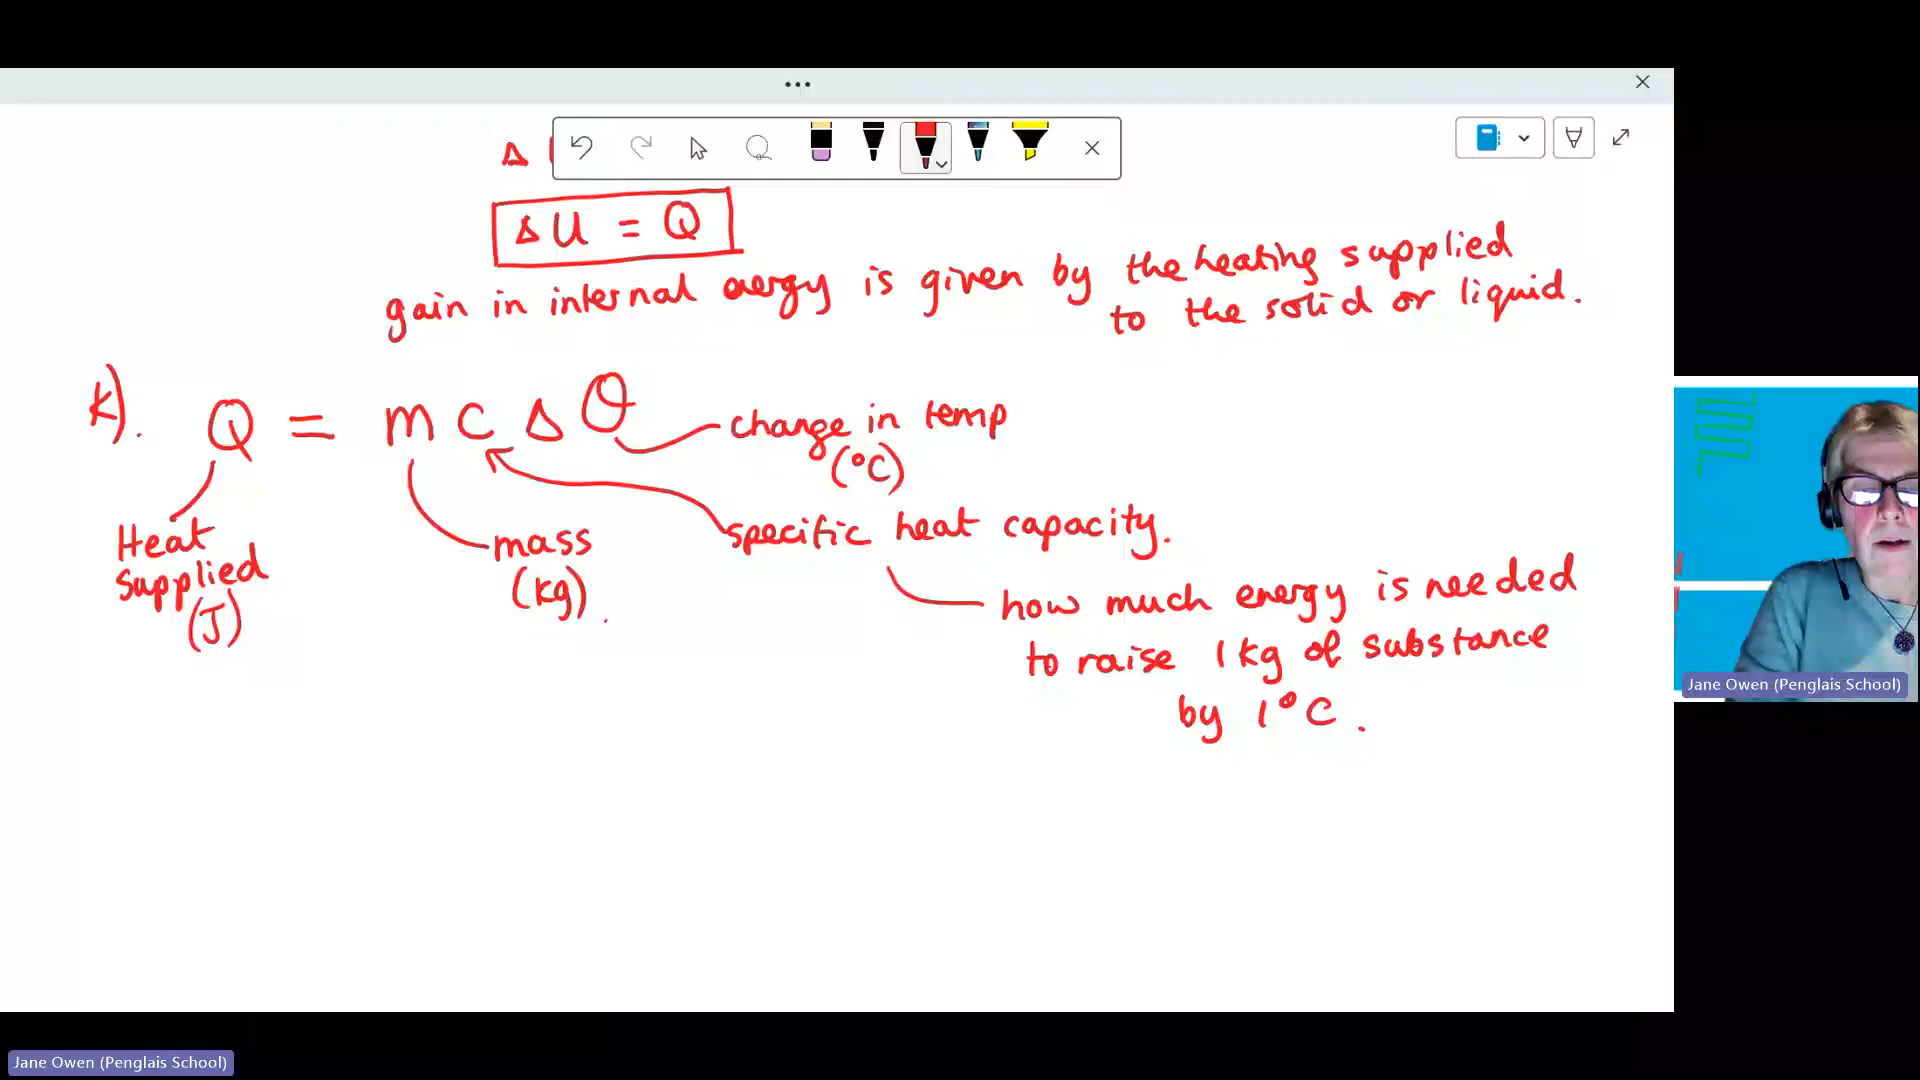 Δ
ΔU = Q
gain in internal energy is given by the heating supplied
to the solid or liquid.
K).
Q = m c Δ θ
change in temp
(°C)
specific heat capacity.
Heat
supplied
(J)
mass
(kg).
how much energy is needed
to raise 1 kg of substance
by 1°C.
Jane Owen (Penglais School)
Jane Owen (Penglais School)